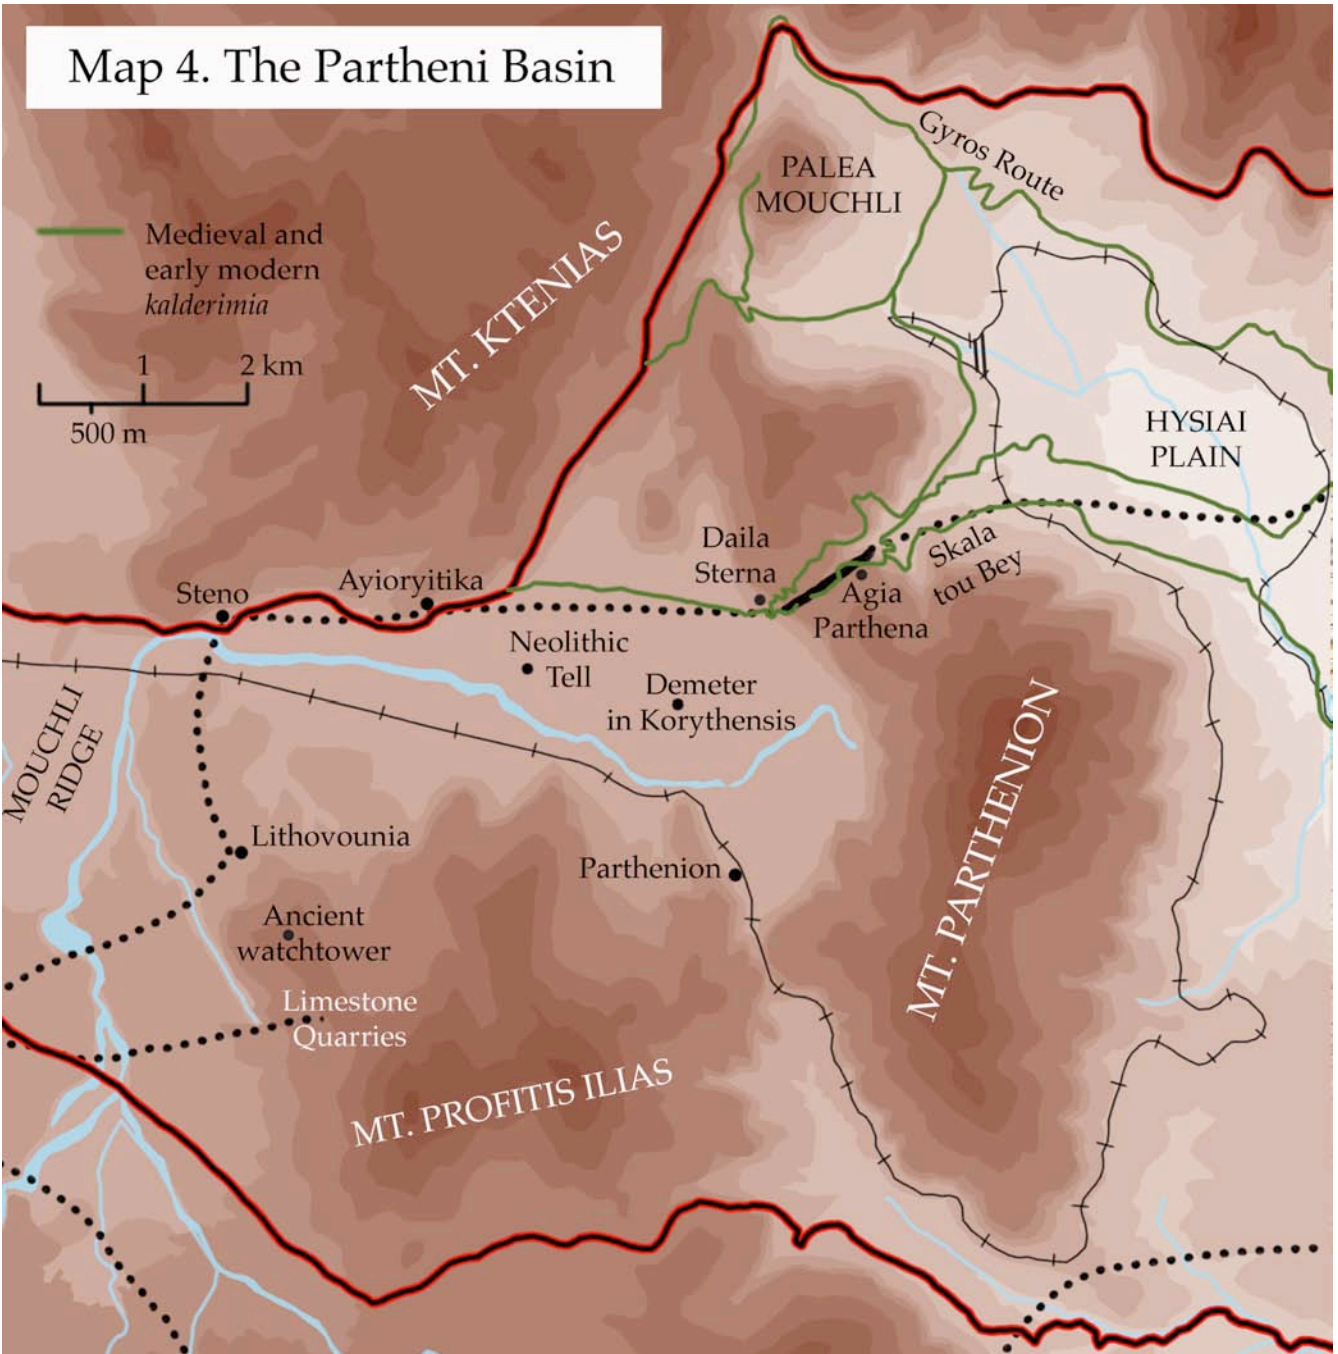 Map 4. The Partheni Basin
Gyros Route
PALEA
MOUCHLI
Medieval and
early modern
kalderimia
MT. KTENIAS
1
2 km
500 m
HYSIAI
PLAIN
Daila
Sterna
Skala
tou Bey
Steno
Ayioryitika
Agia
Parthena
Neolithic
Tell
Demeter
in Korythensis
MOUCHLI
RIDGE
MT. PARTHENION
Lithovounia
Parthenion
Ancient
watchtower
Limestone
Quarries
MT. PROFITIS ILIAS